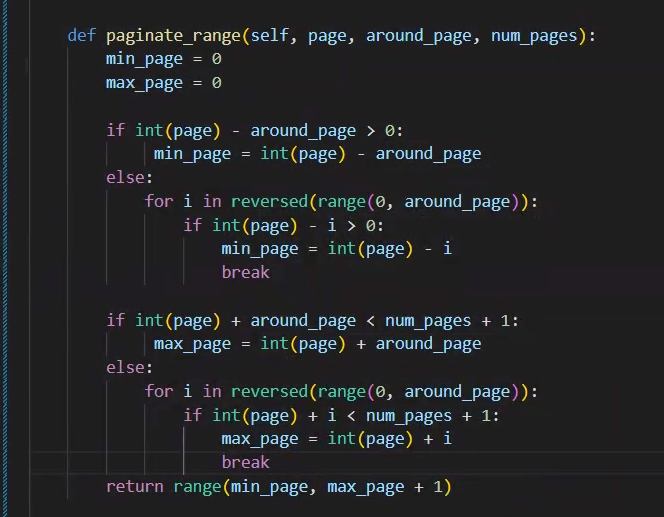 def paginate_range(self, page, around_page, num_pages):
    min_page = 0
    max_page = 0

    if int(page) - around_page > 0:
        min_page = int(page) - around_page
    else:
        for i in reversed(range(0, around_page)):
            if int(page) - i > 0:
                min_page = int(page) - i
                break

    if int(page) + around_page < num_pages + 1:
        max_page = int(page) + around_page
    else:
        for i in reversed(range(0, around_page)):
            if int(page) + i < num_pages + 1:
                max_page = int(page) + i
                break
    return range(min_page, max_page + 1)